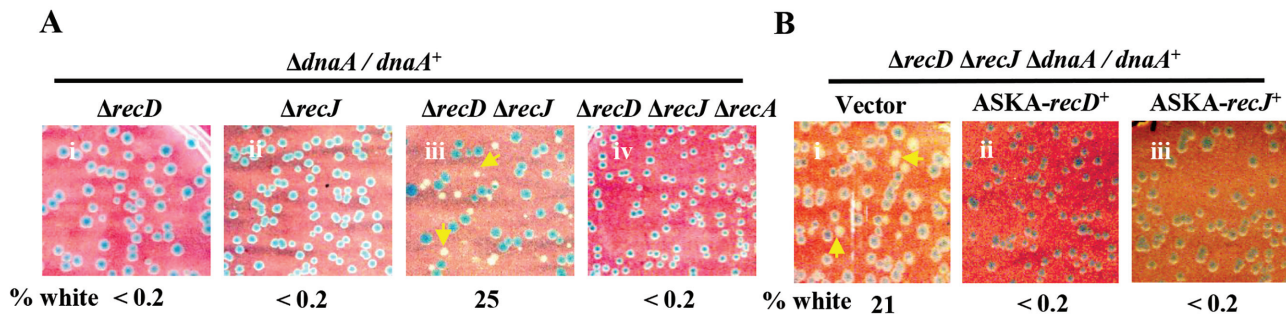 A
B
ΔdnaA / dnaA⁺
ΔrecD ΔrecJ ΔdnaA / dnaA⁺
ΔrecD ΔrecJ ΔrecD ΔrecJ ΔrecD ΔrecJ ΔrecA
Vector ASKA-recD⁺ ASKA-recJ⁺
i ii iii iv
i ii iii
% white < 0.2 < 0.2 25 < 0.2
% white 21 < 0.2 < 0.2